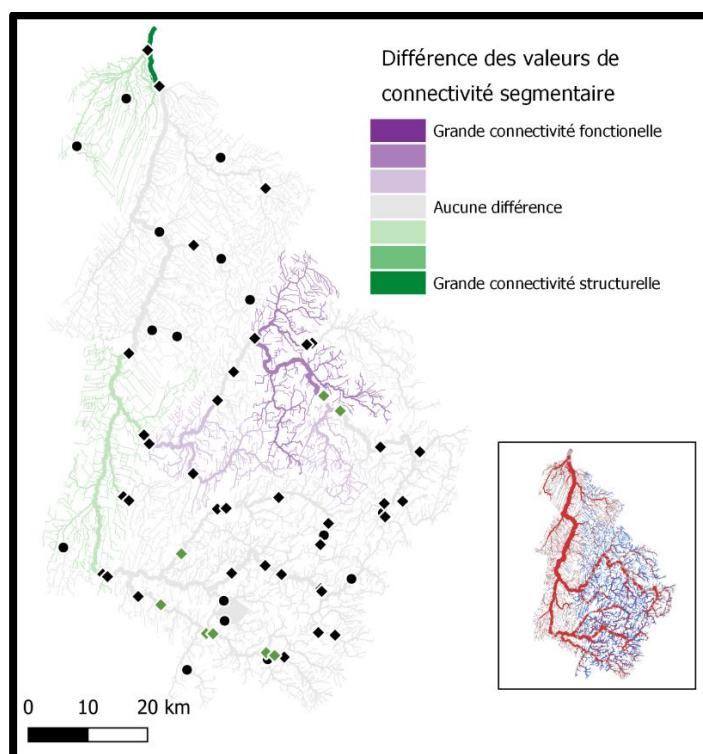 Différence des valeurs de
connectivité segmentaire
Grande connectivité fonctionelle
Aucune différence
Grande connectivité structurelle
0 10 20 km